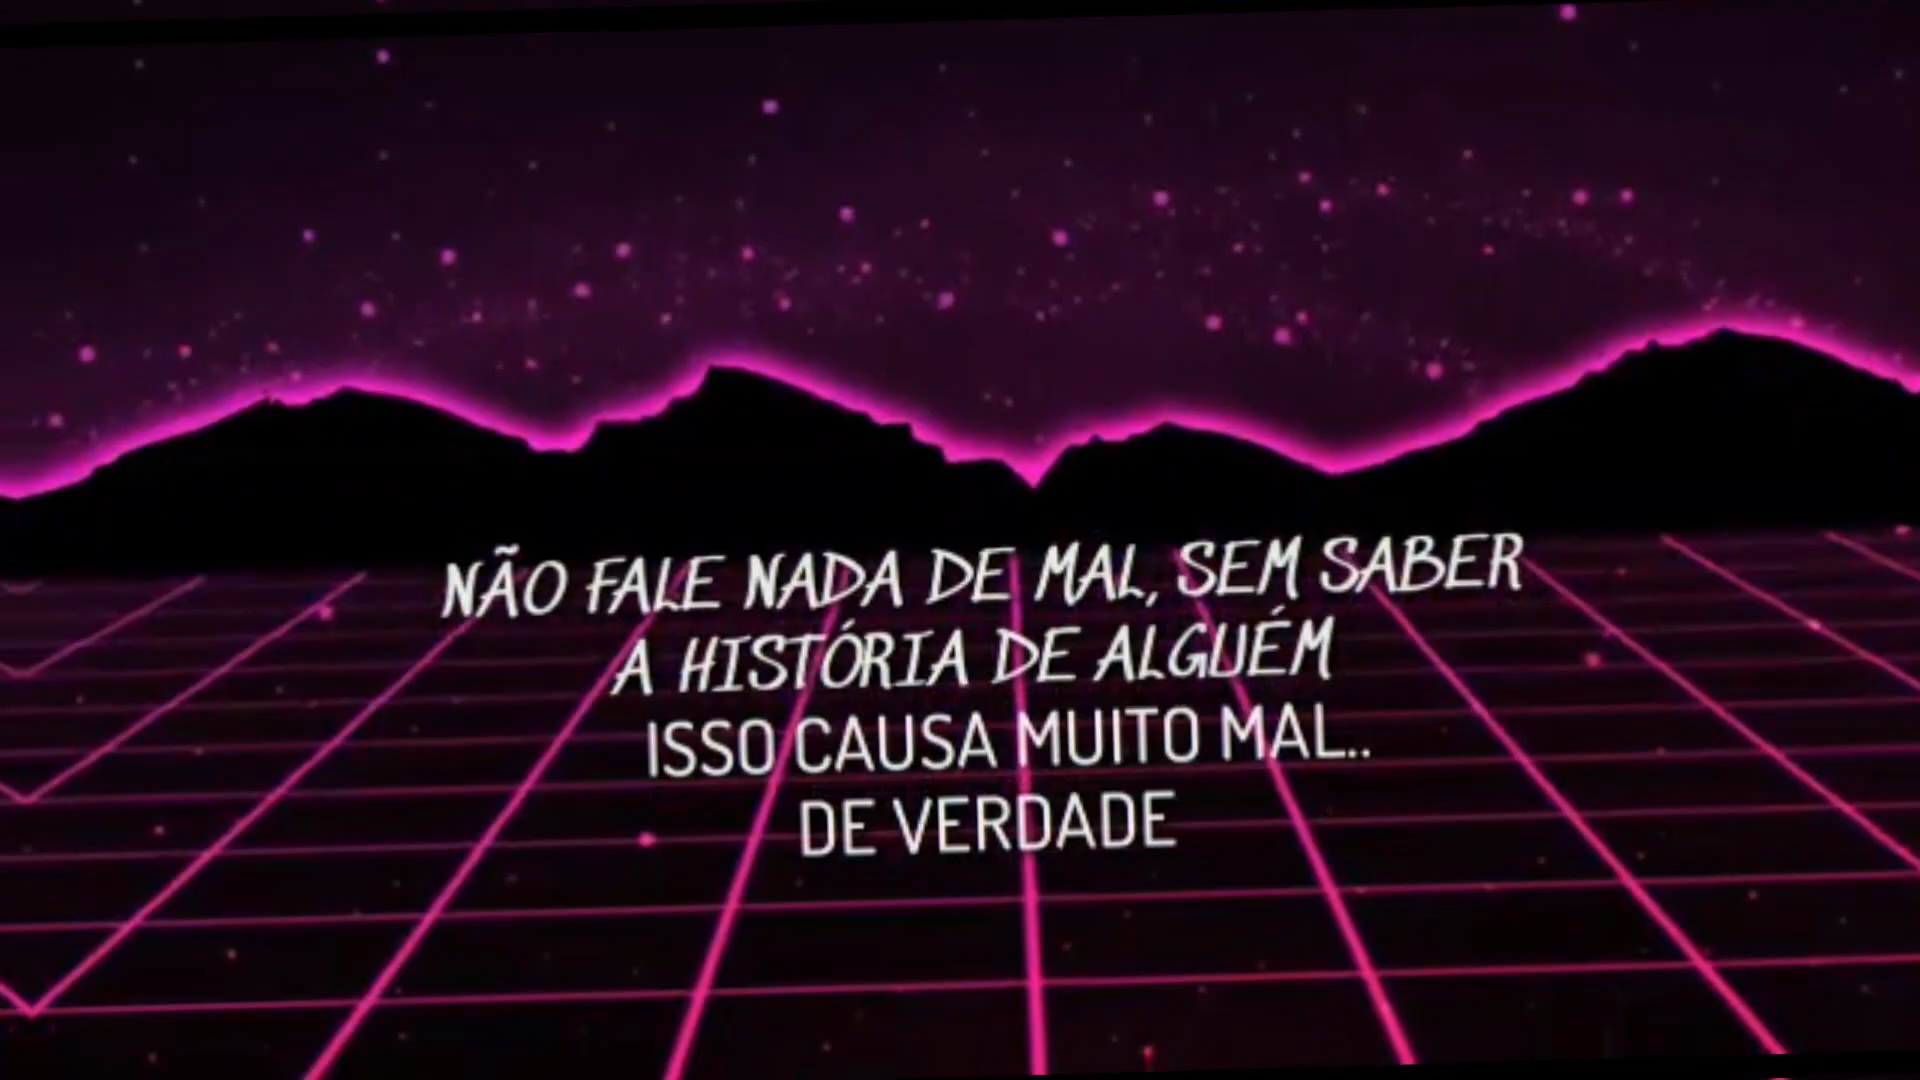 NÃO FALE NADA DE MAL, SEM SABER
A HISTÓRIA DE ALGUÉM
ISSO CAUSA MUITO MAL..
DE VERDADE